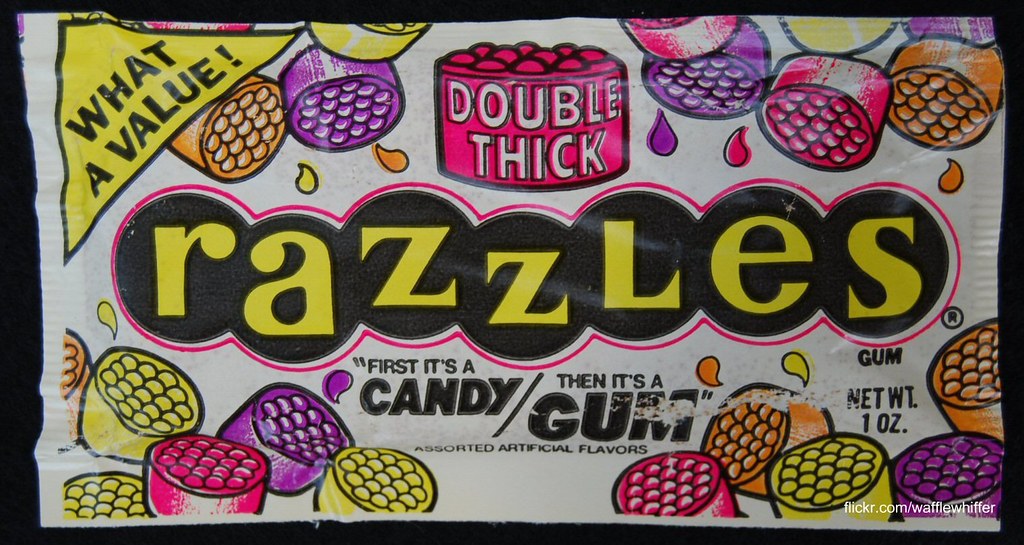 WHAT
A VALUE!
DOUBLE
THICK
razzLes®
"FIRST IT'S A
CANDY/
THEN IT'S A
GUM"
ASSORTED ARTIFICIAL FLAVORS
GUM
NET WT.
1 OZ.
flickr.com/wafflewhiffer